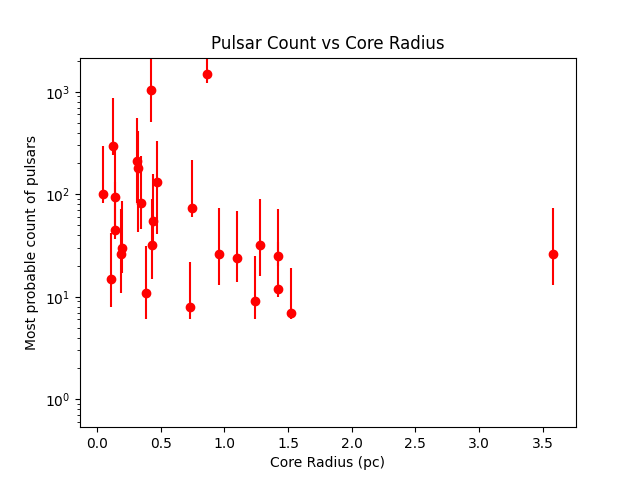 Pulsar Count vs Core Radius
Most probable count of pulsars
10³
10²
10¹
10⁰
0.0 0.5 1.0 1.5 2.0 2.5 3.0 3.5
Core Radius (pc)